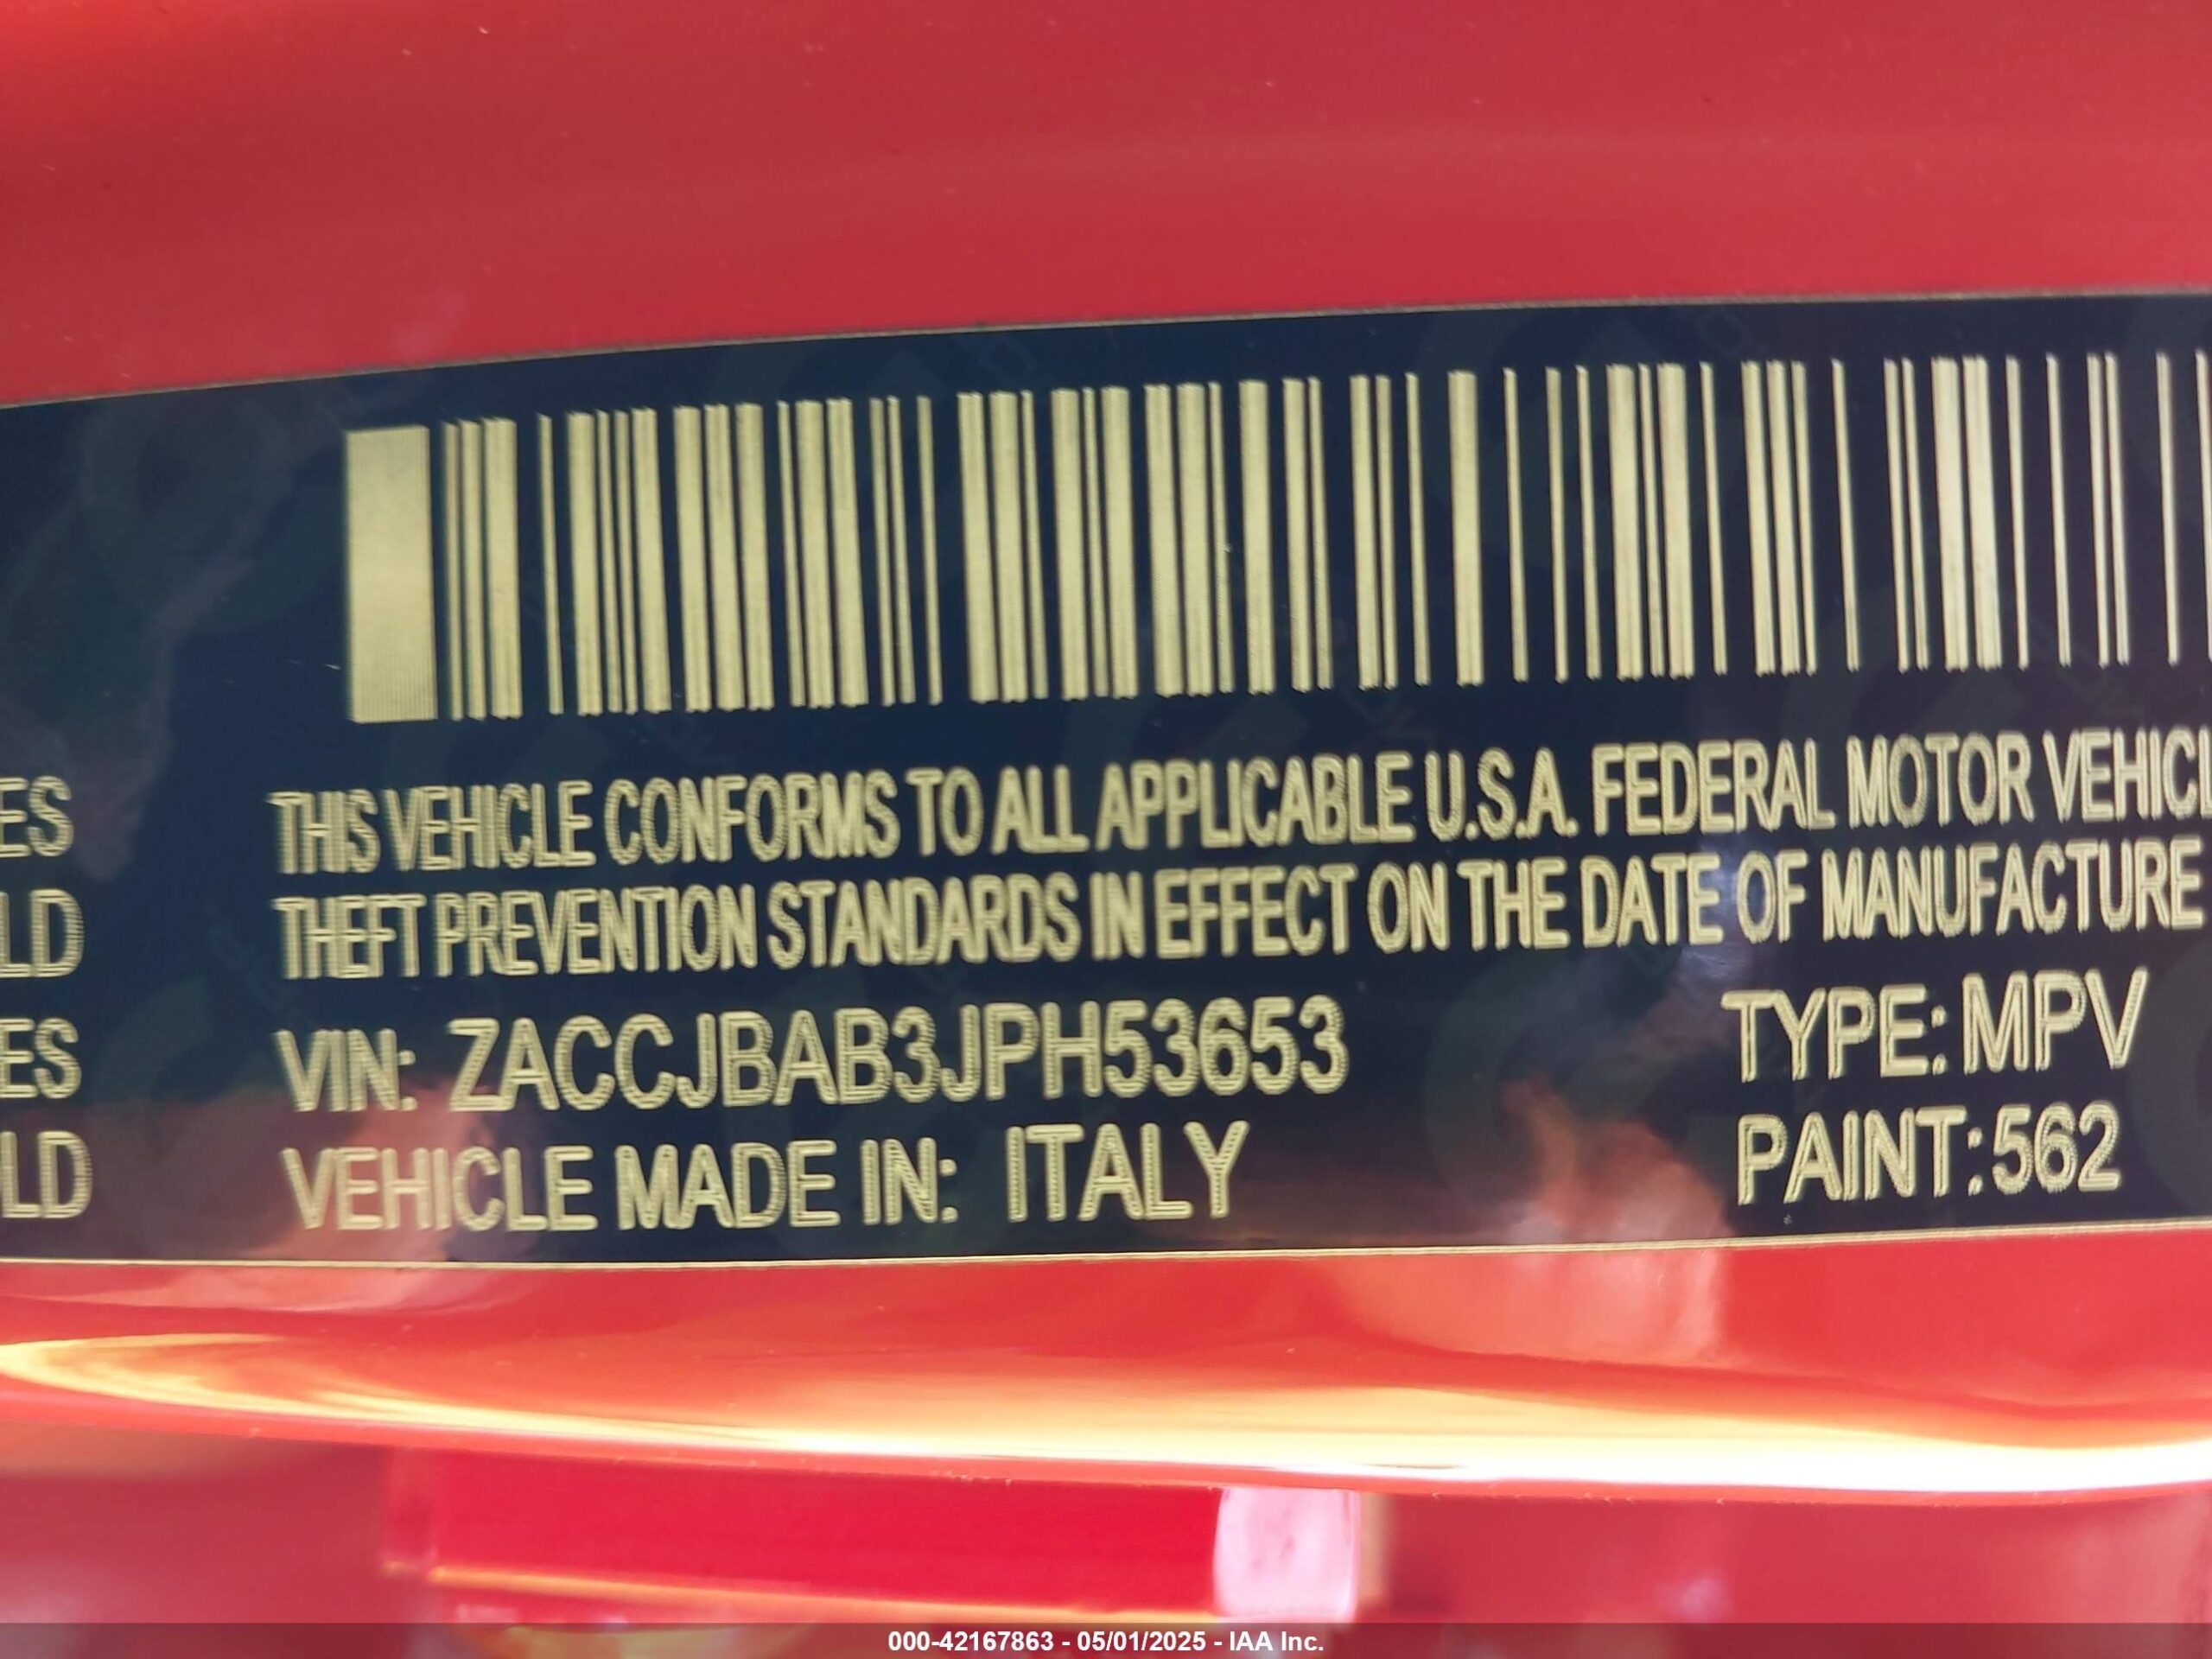 ES
LD
ES
LD
THIS VEHICLE CONFORMS TO ALL APPLICABLE U.S.A. FEDERAL MOTOR VEHICL
THEFT PREVENTION STANDARDS IN EFFECT ON THE DATE OF MANUFACTURE
VIN: ZACCJBAB3JPH53653
TYPE: MPV
VEHICLE MADE IN: ITALY
PAINT: 562
000-42167863 - 05/01/2025 - IAA Inc.